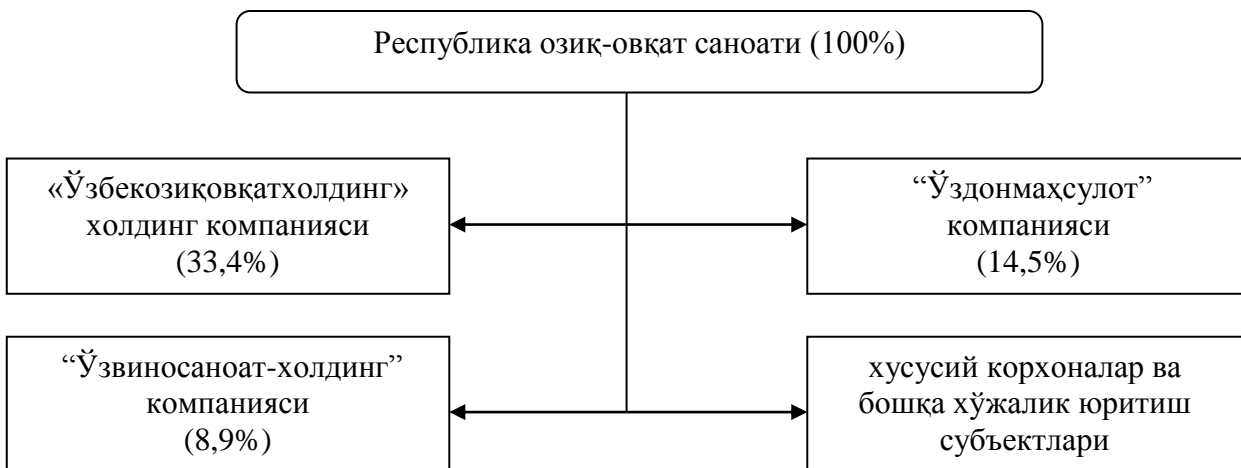 Республика озиқ-овқат саноати (100%)
«Ўзбекозиқовқатхолдинг»
холдинг компанияси
(33,4%)
“Ўздонмаҳсулот”
компанияси
(14,5%)
“Ўзвиносаноат-холдинг”
компанияси
(8,9%)
хусусий корхоналар ва
бошқа хўжалик юритиш
субъектлари